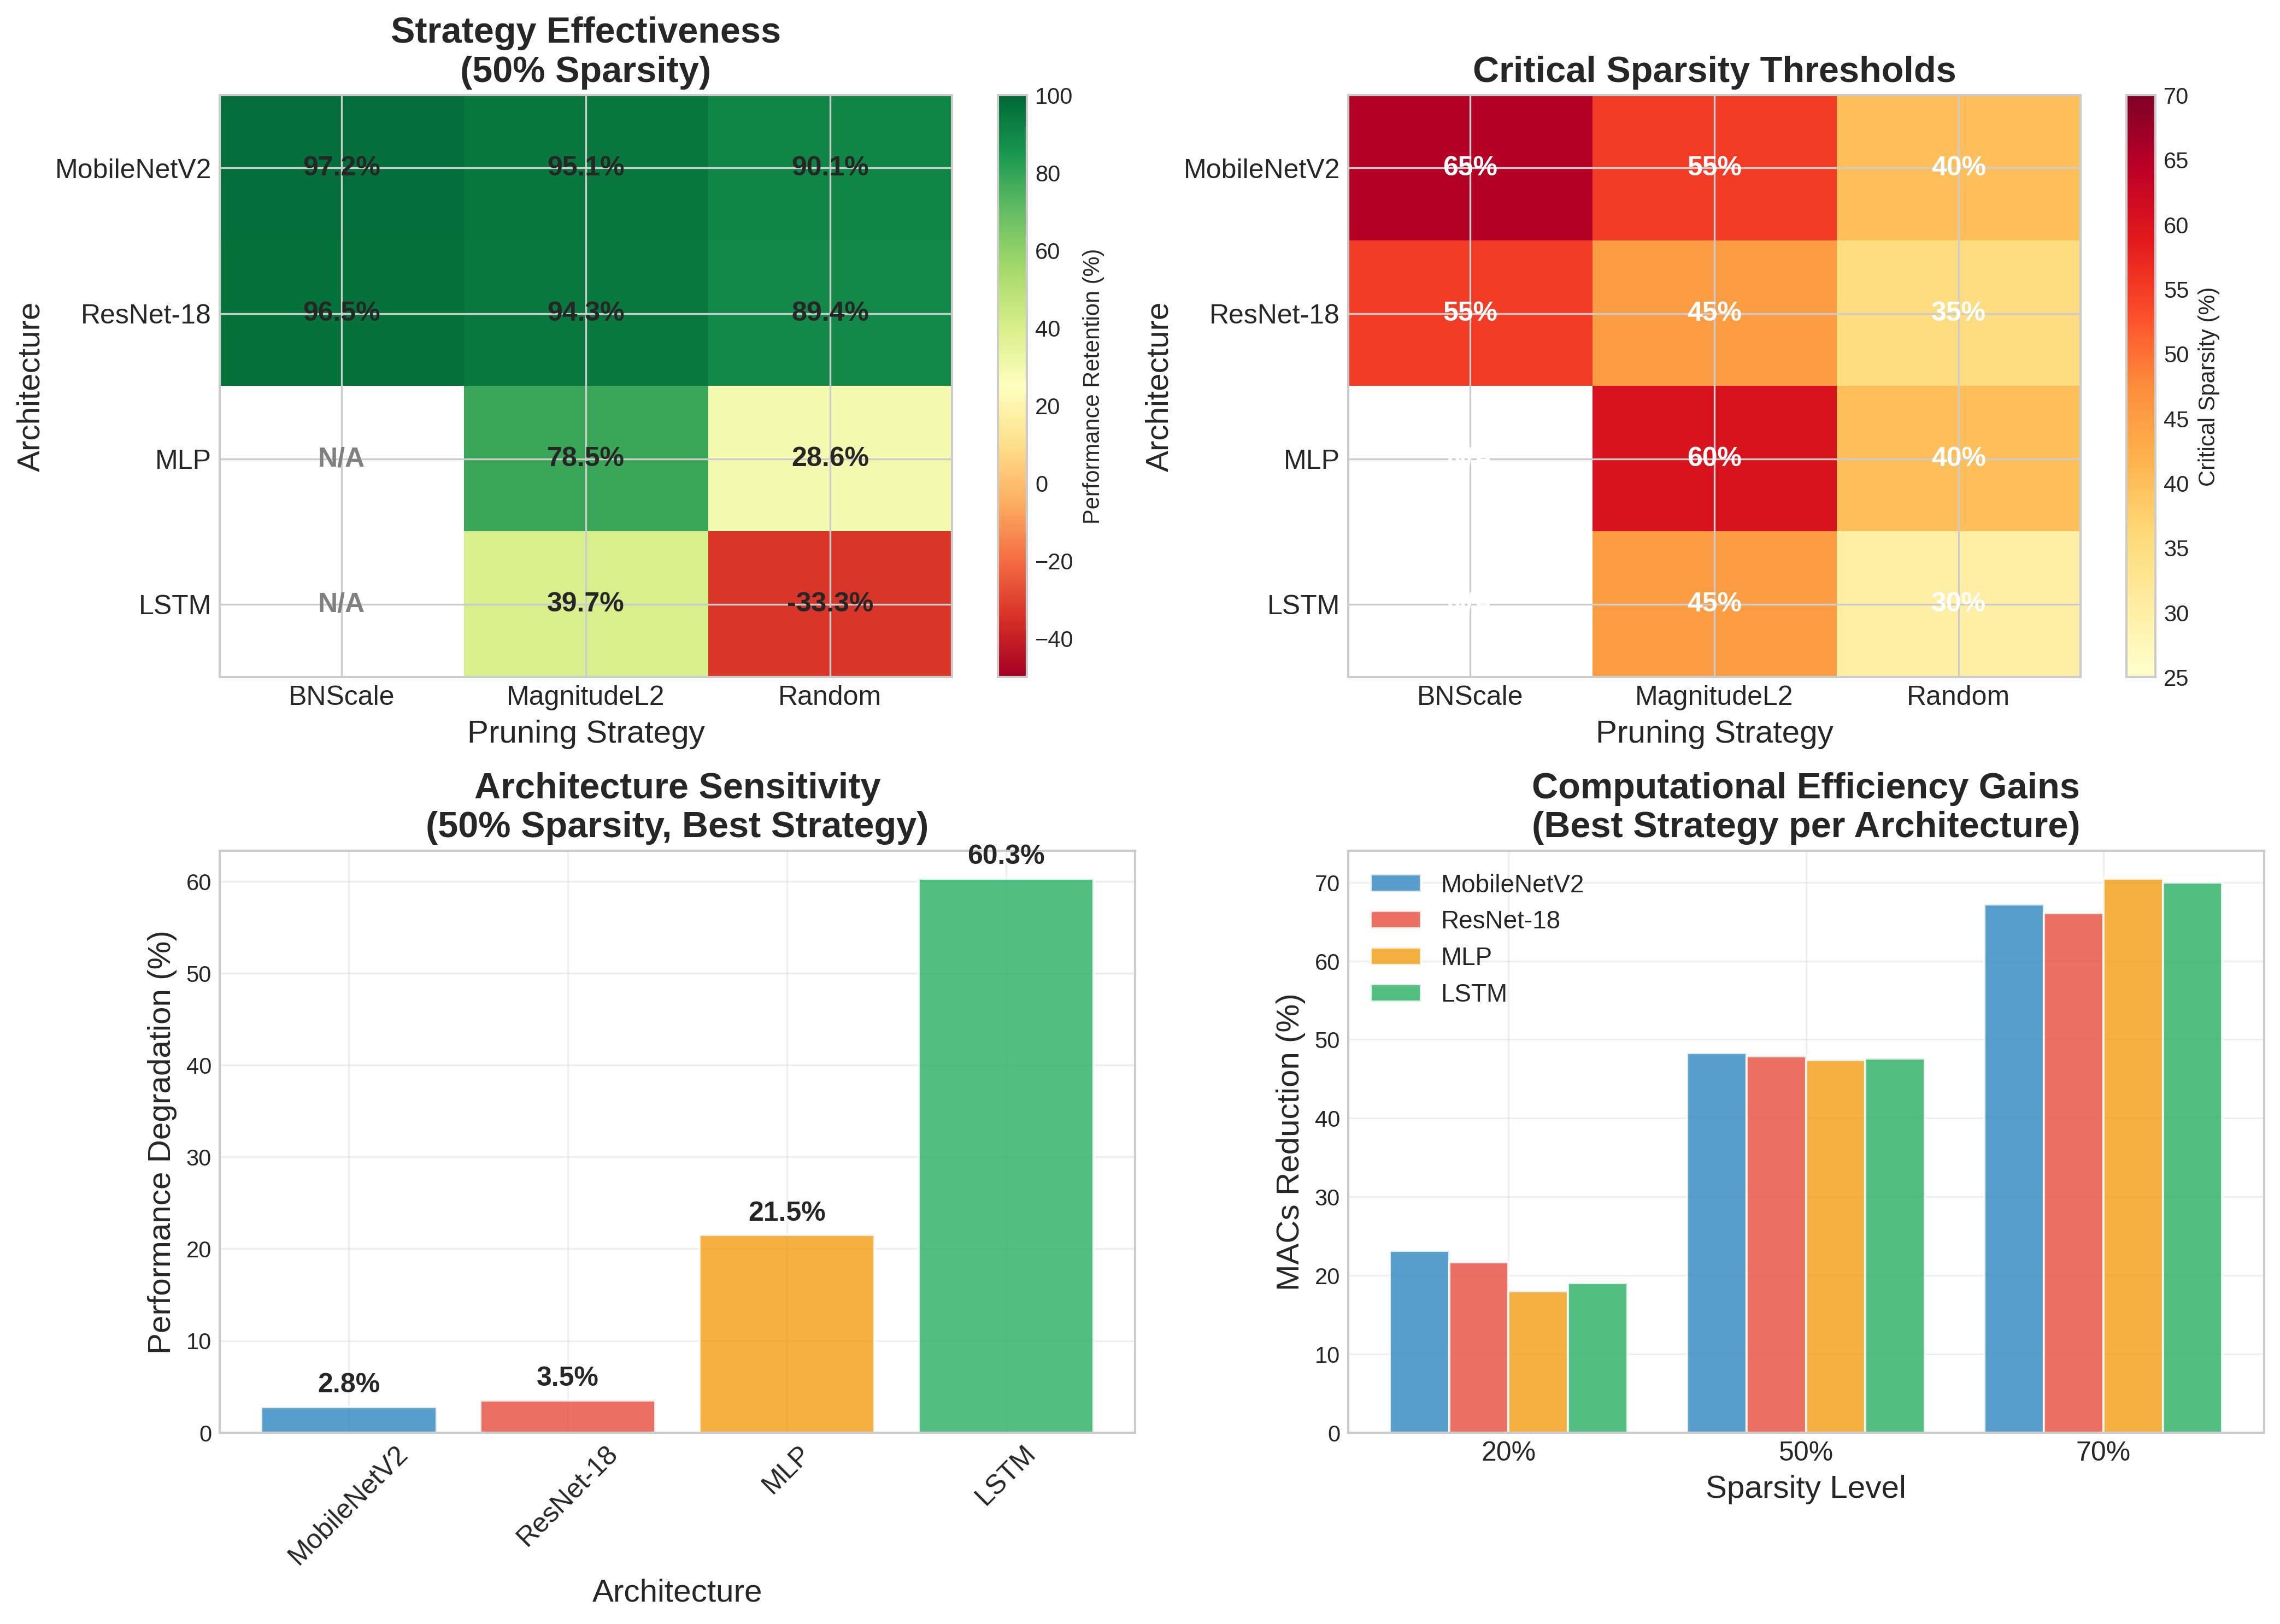 Strategy Effectiveness
(50% Sparsity)
Architecture
MobileNetV2
ResNet-18
MLP
LSTM
97.2%
95.1%
90.1%
96.5%
94.3%
89.4%
N/A
78.5%
28.6%
N/A
39.7%
-33.3%
BNScale
MagnitudeL2
Random
Pruning Strategy
100
80
60
40
20
0
−20
−40
Performance Retention (%)
Critical Sparsity Thresholds
Architecture
MobileNetV2
ResNet-18
MLP
LSTM
65%
55%
40%
55%
45%
35%
60%
40%
45%
30%
BNScale
MagnitudeL2
Random
Pruning Strategy
70
65
60
55
50
45
40
35
30
25
Critical Sparsity (%)
Architecture Sensitivity
(50% Sparsity, Best Strategy)
Performance Degradation (%)
60
50
40
30
20
10
0
2.8%
3.5%
21.5%
60.3%
MobileNetV2
ResNet-18
MLP
LSTM
Architecture
Computational Efficiency Gains
(Best Strategy per Architecture)
MACs Reduction (%)
70
60
50
40
30
20
10
0
MobileNetV2
ResNet-18
MLP
LSTM
20%
50%
70%
Sparsity Level